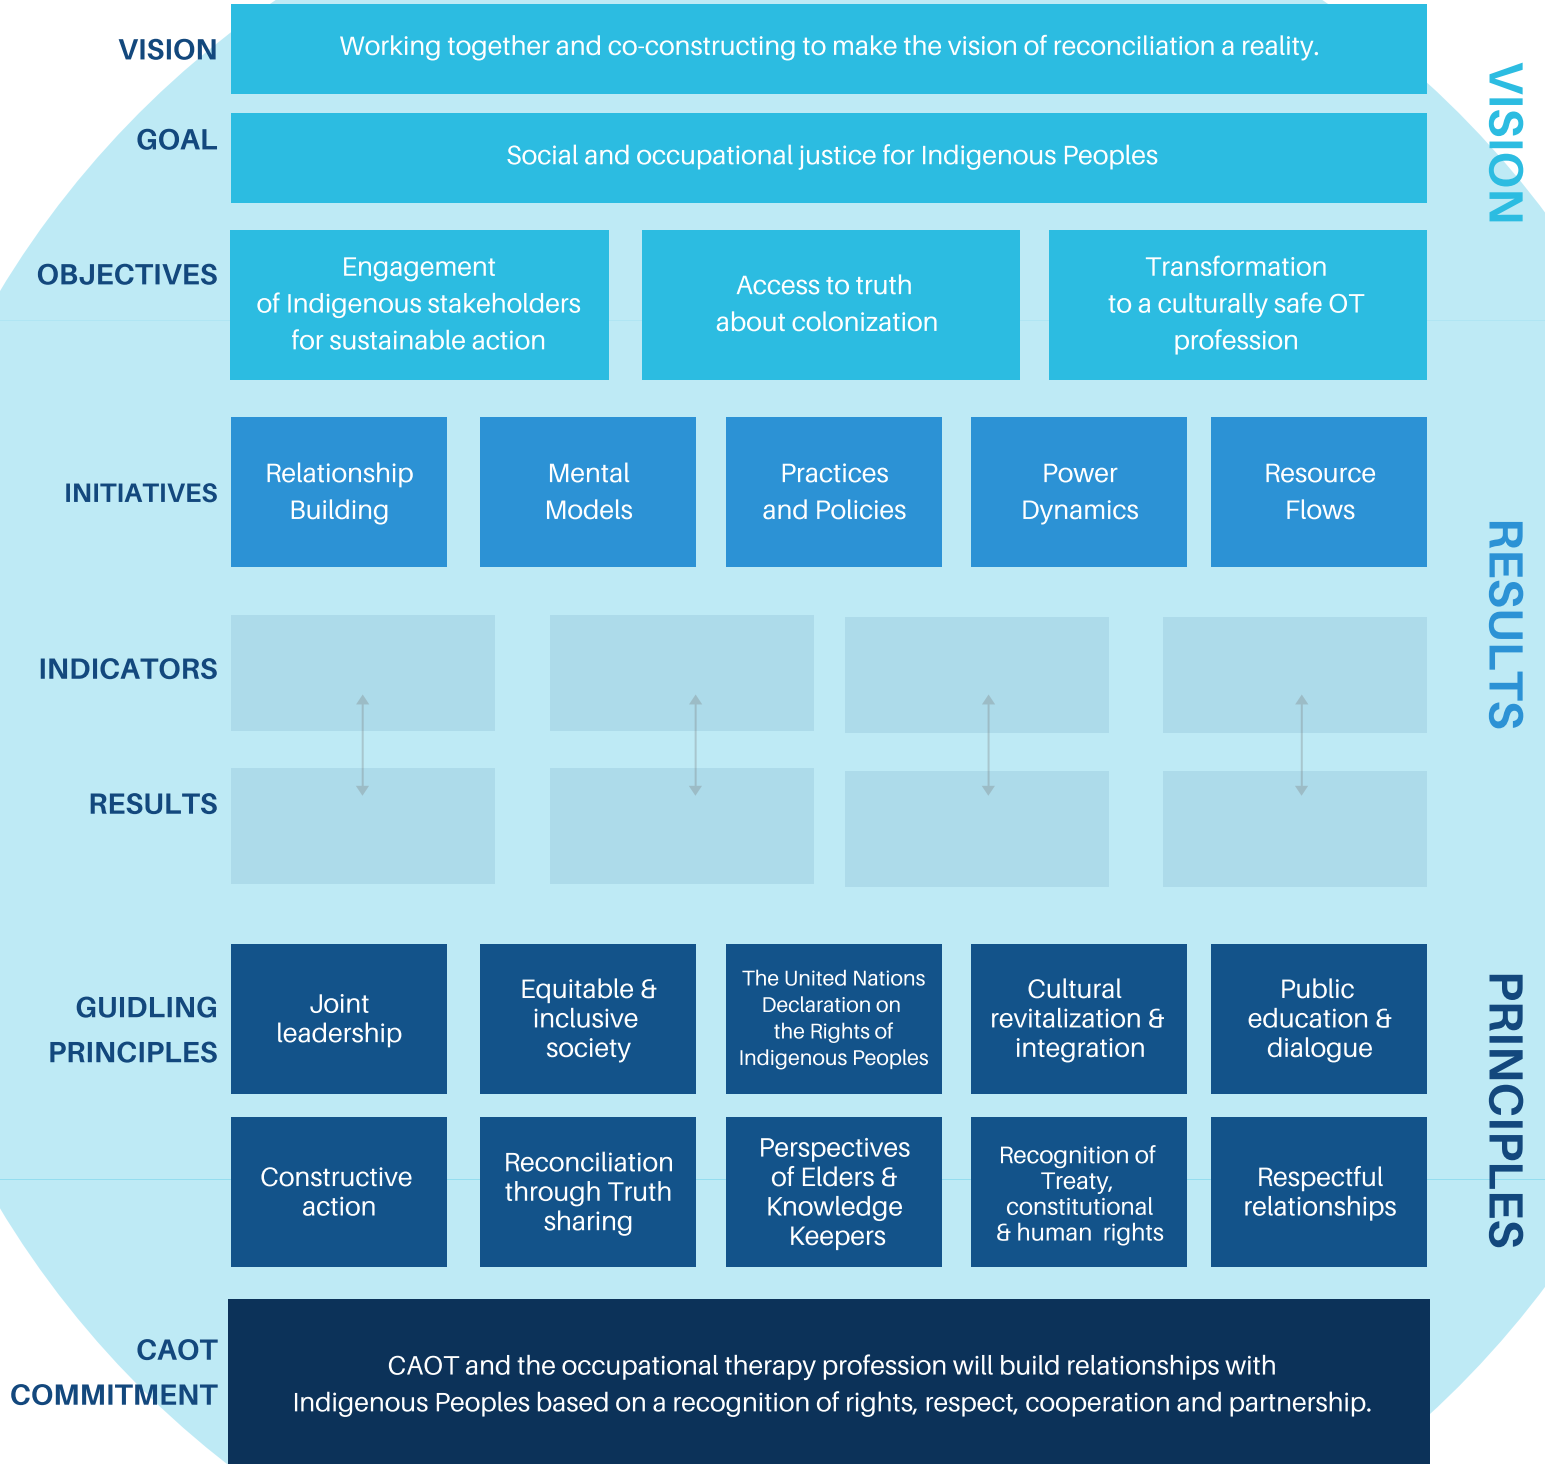 VISION
Working together and co-constructing to make the vision of reconciliation a reality.
GOAL
Social and occupational justice for Indigenous Peoples
VISION
OBJECTIVES
Engagement
of Indigenous stakeholders
for sustainable action
Access to truth
about colonization
Transformation
to a culturally safe OT
profession
INITIATIVES
Relationship
Building
Mental
Models
Practices
and Policies
Power
Dynamics
Resource
Flows
RESULTS
INDICATORS
RESULTS
GUIDLING
PRINCIPLES
Joint
leadership
Equitable &
inclusive
society
The United Nations
Declaration on
the Rights of
Indigenous Peoples
Cultural
revitalization &
integration
Public
education &
dialogue
PRINCIPLES
Constructive
action
Reconciliation
through Truth
sharing
Perspectives
of Elders &
Knowledge
Keepers
Recognition of
Treaty,
constitutional
& human rights
Respectful
relationships
CAOT
COMMITMENT
CAOT and the occupational therapy profession will build relationships with
Indigenous Peoples based on a recognition of rights, respect, cooperation and partnership.